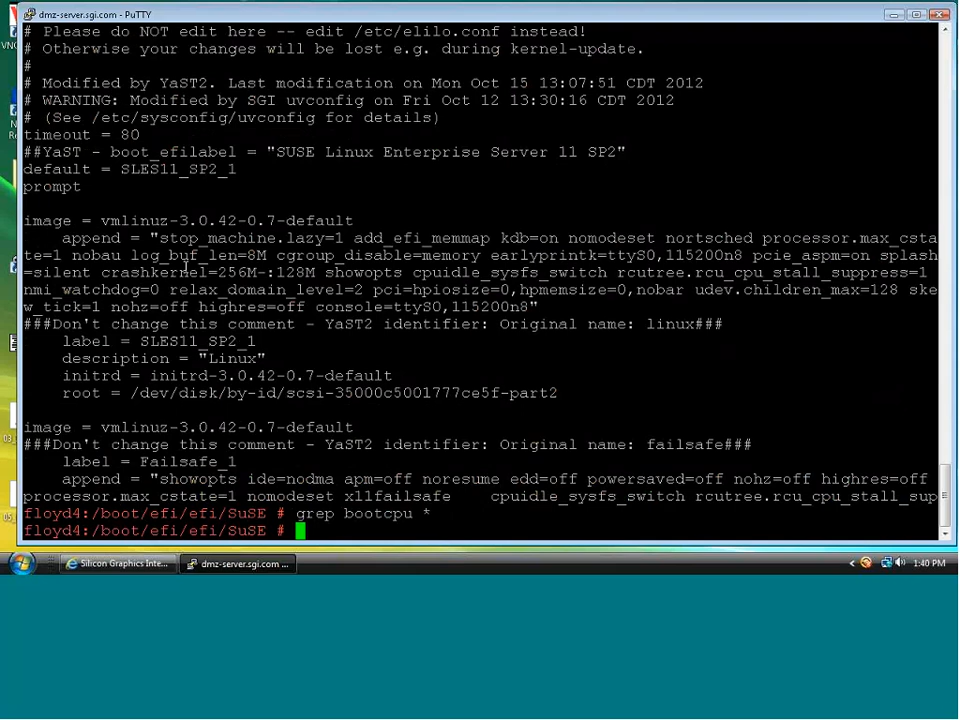 dmz-server.sgi.com - PuTTY
# Please do NOT edit here -- edit /etc/elilo.conf instead!
# Otherwise your changes will be lost e.g. during kernel-update.
#
# Modified by YaST2. Last modification on Mon Oct 15 13:07:51 CDT 2012
# WARNING: Modified by SGI uvconfig on Fri Oct 12 13:30:16 CDT 2012
# (See /etc/sysconfig/uvconfig for details)
timeout = 80
##YaST - boot_efilabel = "SUSE Linux Enterprise Server 11 SP2"
default = SLES11_SP2_1
prompt
image = vmlinuz-3.0.42-0.7-default
append = "stop_machine.lazy=1 add_efi_memmap kdb=on nomodeset nortsched processor.max_csta
te=1 nobau log_buf_len=8M cgroup_disable=memory earlyprintk=ttyS0,115200n8 pcie_aspm=on splash
=silent crashkernel=256M-:128M showopts cpuidle_sysfs_switch rcutree.rcu_cpu_stall_suppress=1
nmi_watchdog=0 relax_domain_level=2 pci=hpiosize=0,hpmemsize=0,nobar udev.children_max=128 ske
w_tick=1 nohz=off highres=off console=ttyS0,115200n8"
###Don't change this comment - YaST2 identifier: Original name: linux###
label = SLES11_SP2_1
description = "Linux"
initrd = initrd-3.0.42-0.7-default
root = /dev/disk/by-id/scsi-35000c5001777ce5f-part2
image = vmlinuz-3.0.42-0.7-default
###Don't change this comment - YaST2 identifier: Original name: failsafe###
label = Failsafe_1
append = "showopts ide=nodma apm=off noresume edd=off powersaved=off nohz=off highres=off
processor.max_cstate=1 nomodeset x11failsafe    cpuidle_sysfs_switch rcutree.rcu_cpu_stall_sup
floyd4:/boot/efi/efi/SuSE # grep bootcpu *
floyd4:/boot/efi/efi/SuSE #
Silicon Graphics Inte...
dmz-server.sgi.com ...
1:40 PM